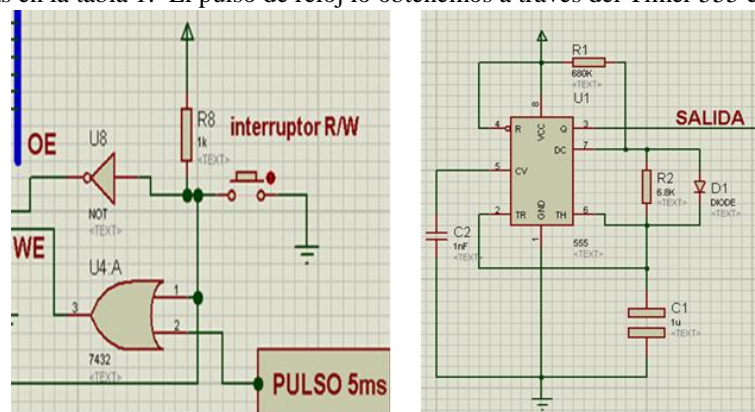 s en la tabla 1. El pulso de reloj lo obtenemos a través del Timer 555 c
R8
1k
<TEXT>
interruptor R/W
OE
U8
NOT
<TEXT>
WE
U4:A
1
2
3
7432
<TEXT>
PULSO 5ms
R1
680K
<TEXT>
U1
8
4
R
VCC
Q
3
SALIDA
DC
7
5
CV
R2
6.8K
<TEXT>
D1
DIODE
<TEXT>
2
TR
GND
TH
6
1
555
<TEXT>
C2
1nF
<TEXT>
C1
1u
<TEXT>